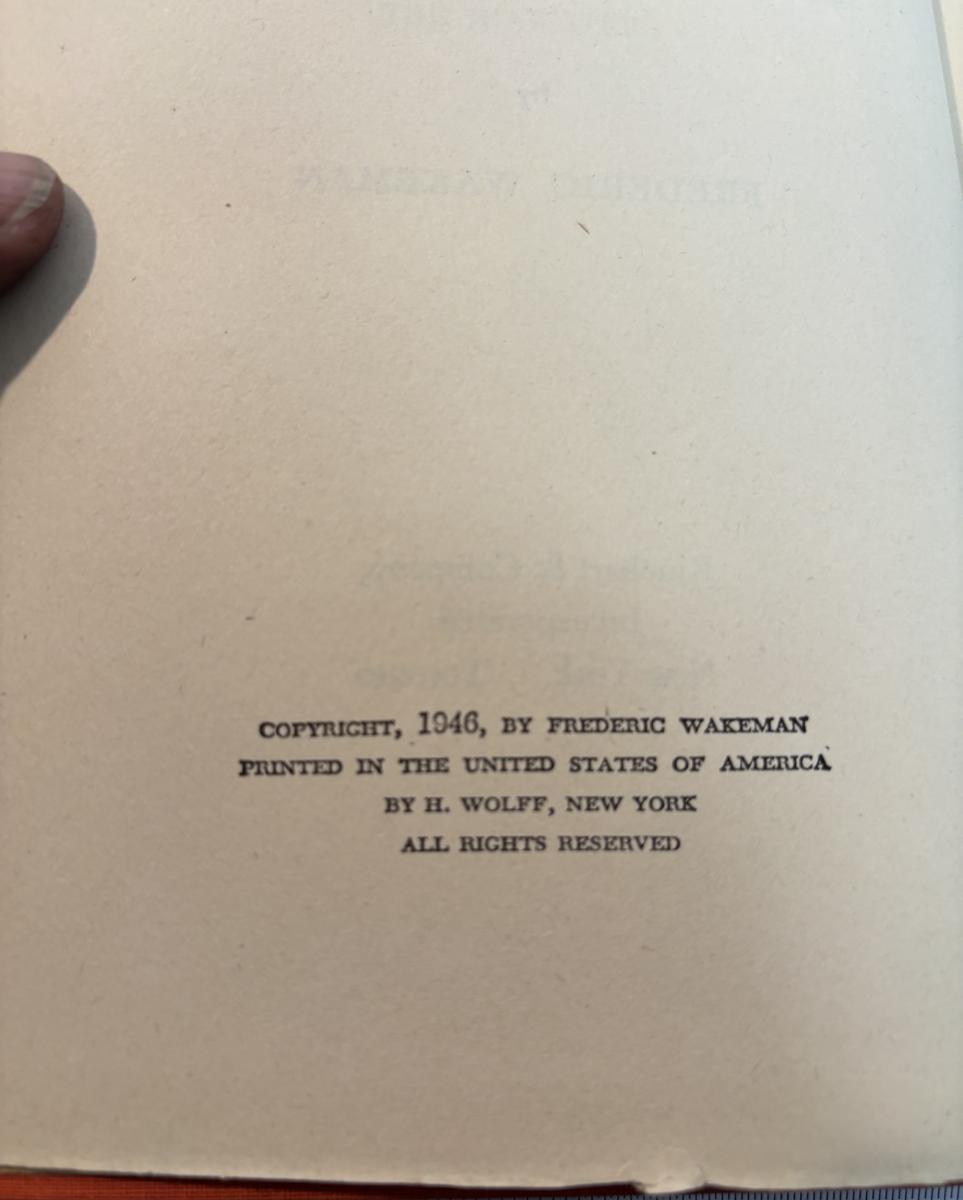 COPYRIGHT, 1946, BY FREDERIC WAKEMAN
PRINTED IN THE UNITED STATES OF AMERICA
BY H. WOLFF, NEW YORK
ALL RIGHTS RESERVED